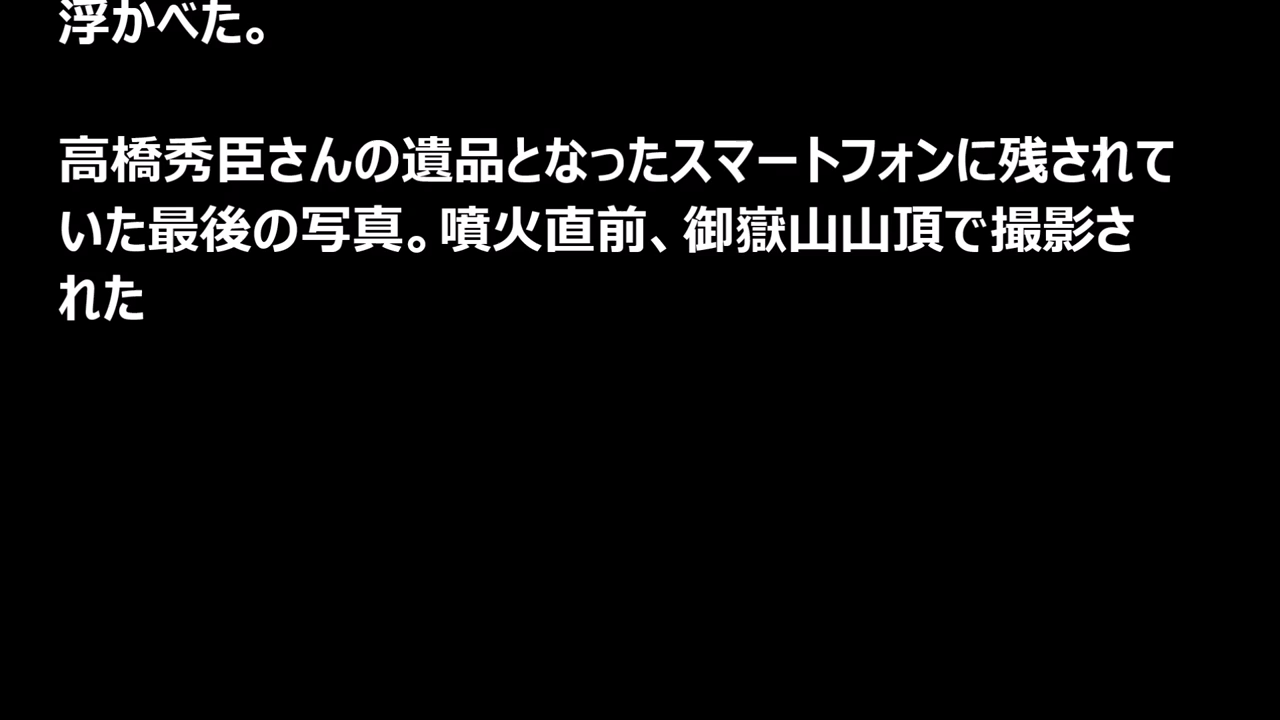 浮かべた。
高橋秀臣さんの遺品となったスマートフォンに残されて
いた最後の写真。噴火直前、御嶽山山頂で撮影さ
れた